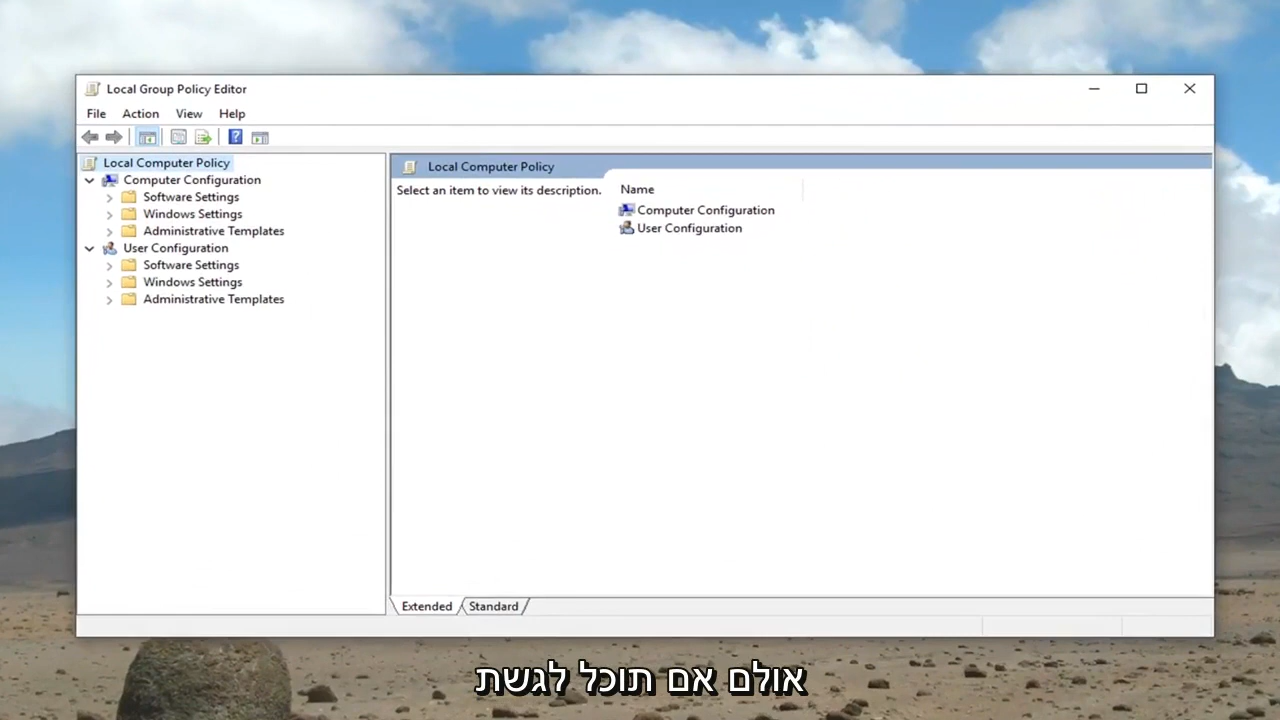 Local Group Policy Editor
File Action View Help
Local Computer Policy
Computer Configuration
Software Settings
Windows Settings
Administrative Templates
User Configuration
Software Settings
Windows Settings
Administrative Templates
Local Computer Policy
Select an item to view its description.
Name
Computer Configuration
User Configuration
Extended Standard
אולם אם תוכל לגשת